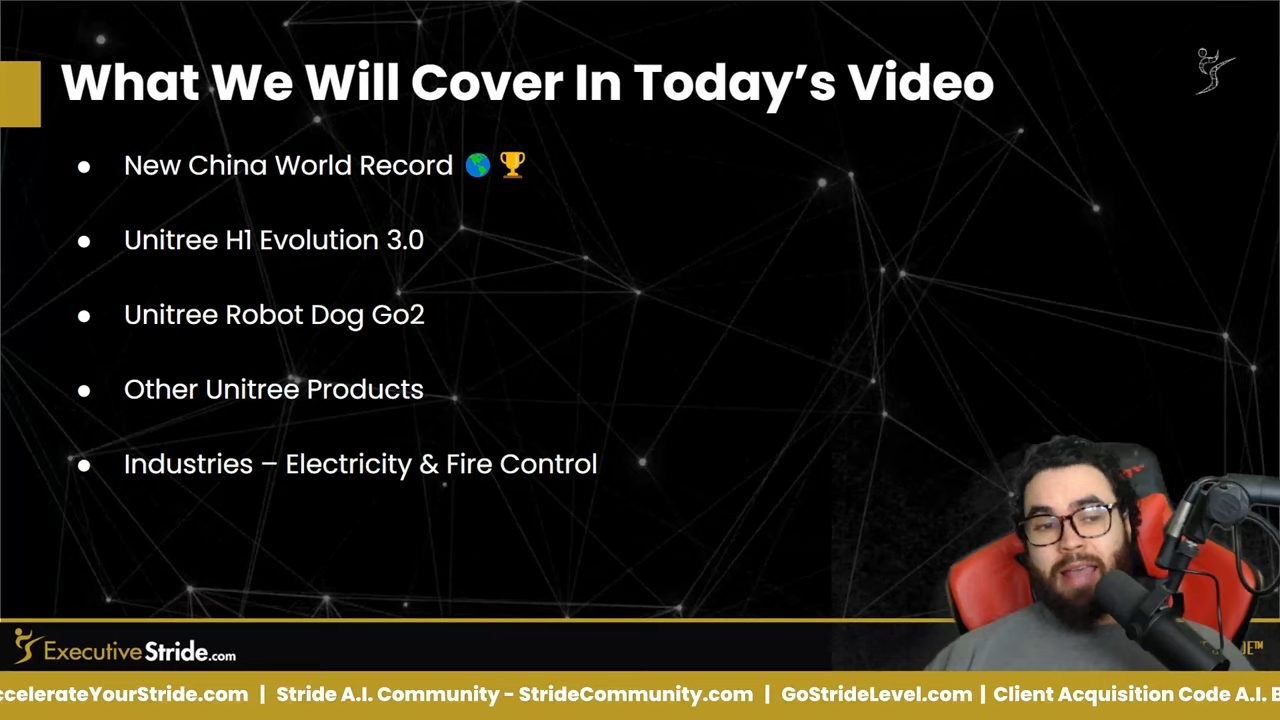 What We Will Cover In Today’s Video
● New China World Record 🌎 🏆
● Unitree H1 Evolution 3.0
● Unitree Robot Dog Go2
● Other Unitree Products
● Industries – Electricity & Fire Control
ExecutiveStride.com
AccelerateYourStride.com | Stride A.I. Community - StrideCommunity.com | GoStrideLevel.com | Client Acquisition Code A.I.